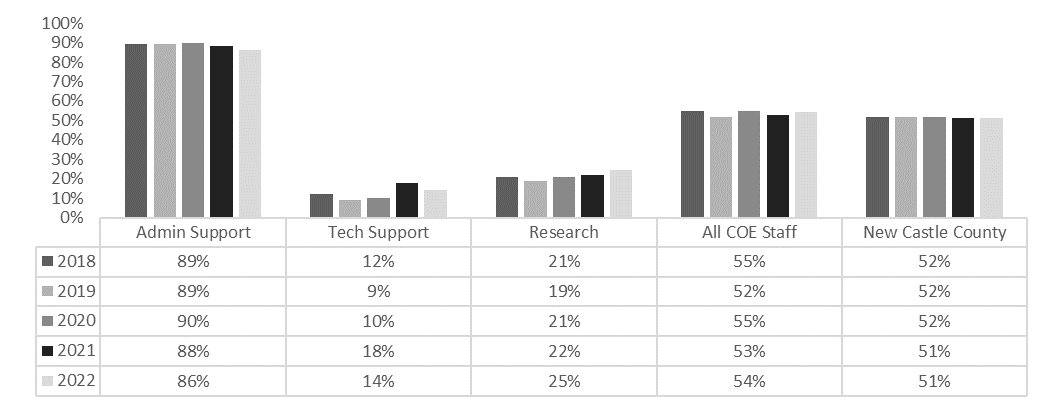 100%
90%
80%
70%
60%
50%
40%
30%
20%
10%
0%
Admin Support Tech Support Research All COE Staff New Castle County
2018 89% 12% 21% 55% 52%
2019 89% 9% 19% 52% 52%
2020 90% 10% 21% 55% 52%
2021 88% 18% 22% 53% 51%
2022 86% 14% 25% 54% 51%